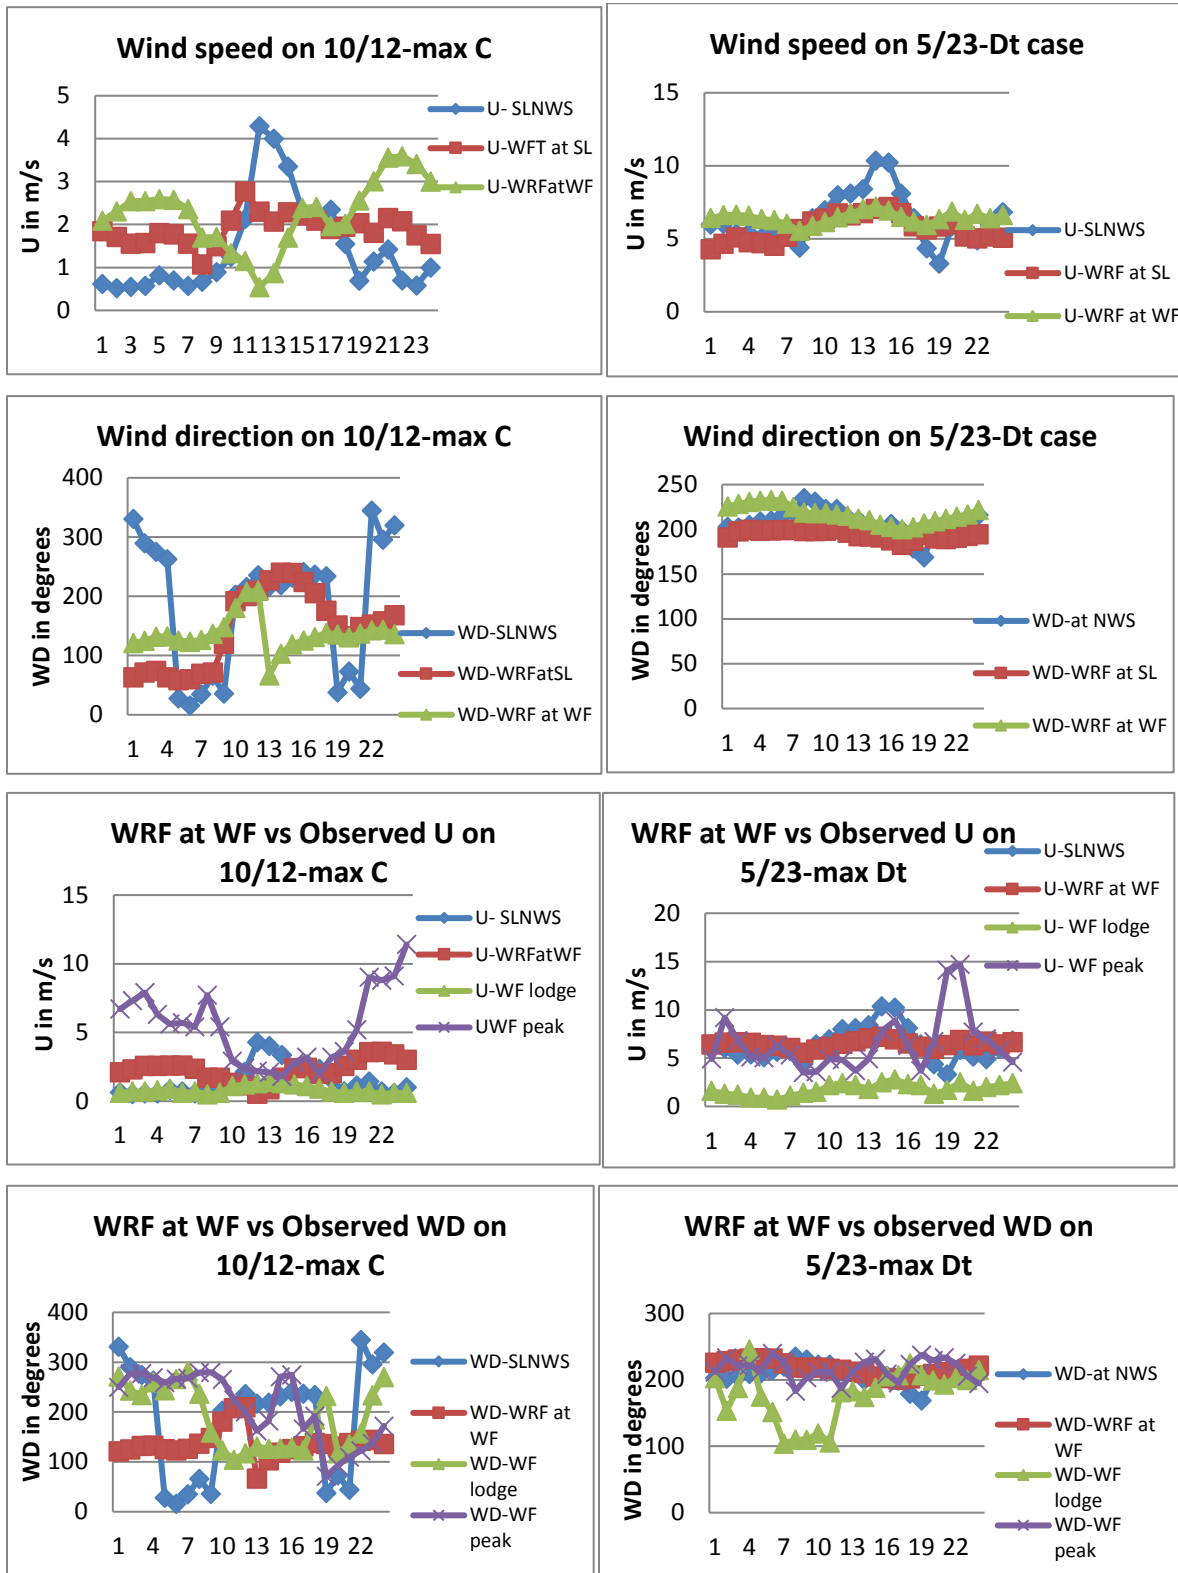 Wind speed on 10/12-max C
U in m/s
5
4
3
2
1
0
1 3 5 7 9 11 13 15 17 19 21 23
U- SLNWS
U-WFT at SL
U-WRFatWF
Wind speed on 5/23-Dt case
U in m/s
15
10
5
0
1 4 7 10 13 16 19 22
U-SLNWS
U-WRF at SL
U-WRF at WF
Wind direction on 10/12-max C
WD in degrees
400
300
200
100
0
1 4 7 10 13 16 19 22
WD-SLNWS
WD-WRFatSL
WD-WRF at WF
Wind direction on 5/23-Dt case
WD in degrees
250
200
150
100
50
0
1 4 7 10 13 16 19 22
WD-at NWS
WD-WRF at SL
WD-WRF at WF
WRF at WF vs Observed U on
10/12-max C
U in m/s
15
10
5
0
1 4 7 10 13 16 19 22
U- SLNWS
U-WRFatWF
U-WF lodge
UWF peak
WRF at WF vs Observed U on
5/23-max Dt
U in m/s
20
15
10
5
0
1 4 7 10 13 16 19 22
U-SLNWS
U-WRF at WF
U- WF lodge
U- WF peak
WRF at WF vs Observed WD on
10/12-max C
WD in degrees
400
300
200
100
0
1 4 7 10 13 16 19 22
WD-SLNWS
WD-WRF at
WF
WD-WF
lodge
WD-WF
peak
WRF at WF vs observed WD on
5/23-max Dt
WD in degrees
300
200
100
0
1 4 7 10 13 16 19 22
WD-at NWS
WD-WRF at
WF
WD-WF
lodge
WD-WF
peak